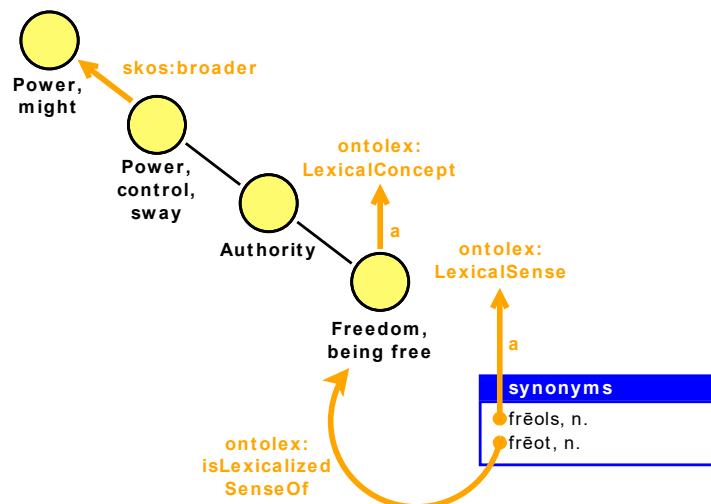 Power,
might
skos:broader
Power,
control,
sway
ontolex:
LexicalConcept
a
Authority
Freedom,
being free
ontolex:
LexicalSense
a
synonyms
frēols, n.
frēot, n.
ontolex:
isLexicalized
SenseOf